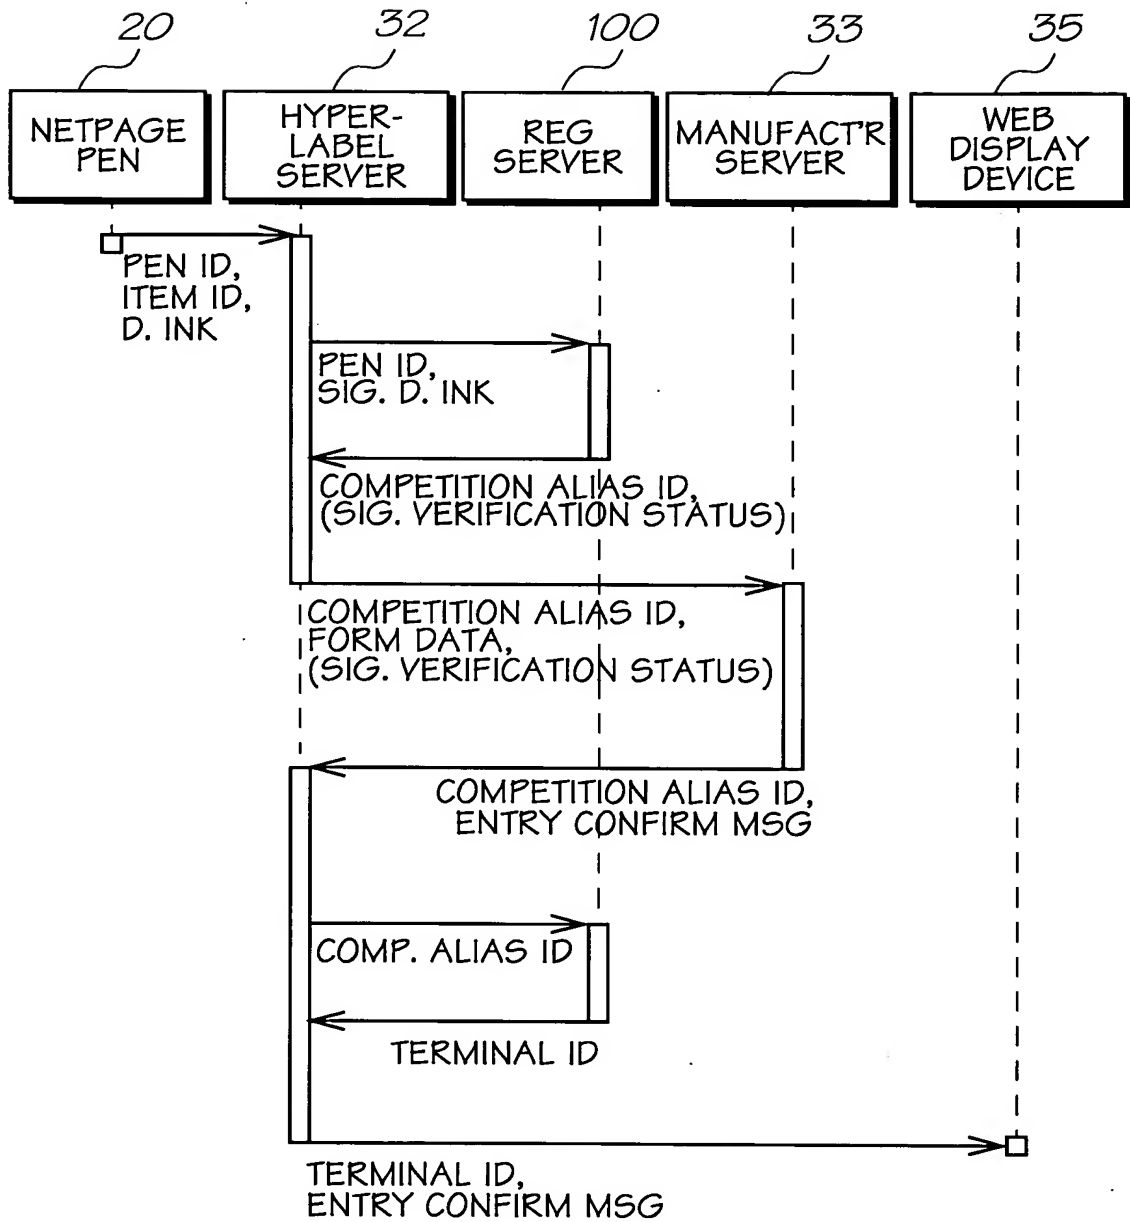 20
32
100
33
35
NETPAGE
PEN
HYPER-
LABEL
SERVER
REG
SERVER
MANUFACT'R
SERVER
WEB
DISPLAY
DEVICE
PEN ID,
ITEM ID,
D. INK
PEN ID,
SIG. D. INK
COMPETITION ALIAS ID,
(SIG. VERIFICATION STATUS)
COMPETITION ALIAS ID,
FORM DATA,
(SIG. VERIFICATION STATUS)
COMPETITION ALIAS ID,
ENTRY CONFIRM MSG
COMP. ALIAS ID
TERMINAL ID
TERMINAL ID,
ENTRY CONFIRM MSG